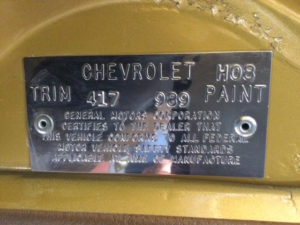 CHEVROLET H03
TRIM 417 989 PAINT
GENERAL MOTORS CORPORATION
CERTIFIES TO THE DEALER THAT
THIS VEHICLE CONFORMS TO ALL FEDERAL
MOTOR VEHICLE SAFETY STANDARDS
APPLICABLE AT TIME OF MANUFACTURE